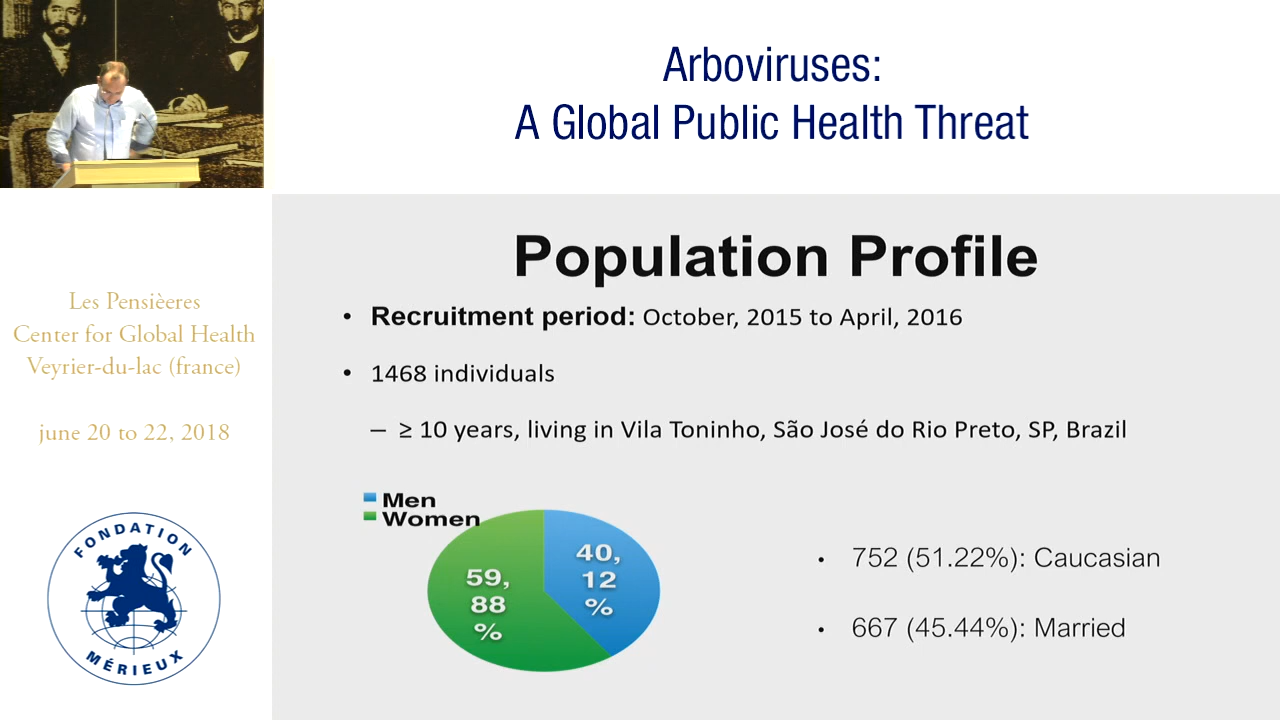 Arboviruses:
A Global Public Health Threat
Les Pensièeres
Center for Global Health
Veyrier-du-lac (france)
june 20 to 22, 2018
FONDATION
MÉRIEUX
Population Profile
• Recruitment period: October, 2015 to April, 2016
• 1468 individuals
– ≥ 10 years, living in Vila Toninho, São José do Rio Preto, SP, Brazil
Men
Women
40,
12
%
59,
88
%
• 752 (51.22%): Caucasian
• 667 (45.44%): Married